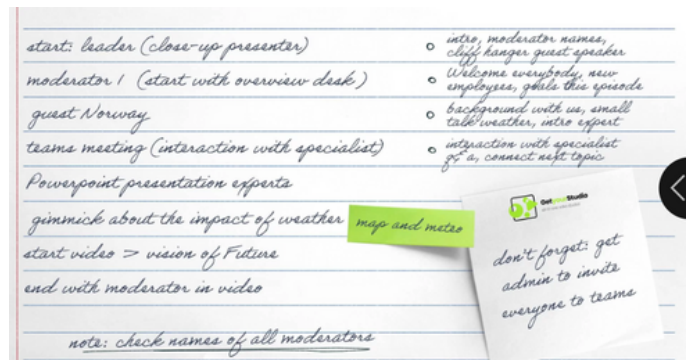 start: leader (close-up presenter)
intro, moderator names,
cliff hanger guest speaker
moderator 1 (start with overview desk)
Welcome everybody, new
employees, goals this episode
guest Norway
background with us, small
talk weather, intro expert
teams meeting (interaction with specialist)
interaction with specialist
q&a, connect next topic
Powerpoint presentation experts
gimmick about the impact of weather
map and meteo
start video > vision of Future
end with moderator in video
note: check names of all moderators
don't forget: get
admin to invite
everyone to teams